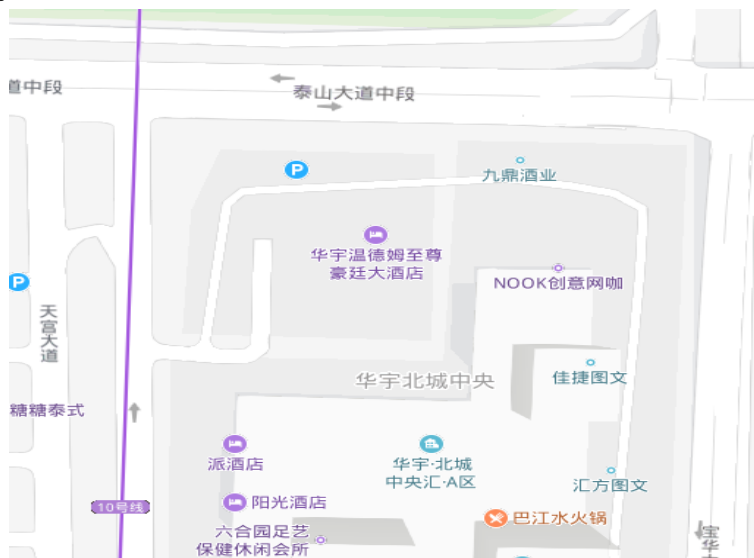 道中段
泰山大道中段
P
九鼎酒业
华宇温德姆至尊
豪廷大酒店
NOOK创意网咖
P
天宫大道
华宇北城中央
佳捷图文
糖糖泰式
派酒店
华宇·北城
中央汇·A区
汇方图文
10号线
阳光酒店
巴江水火锅
六合园足艺
保健休闲会所
宝华